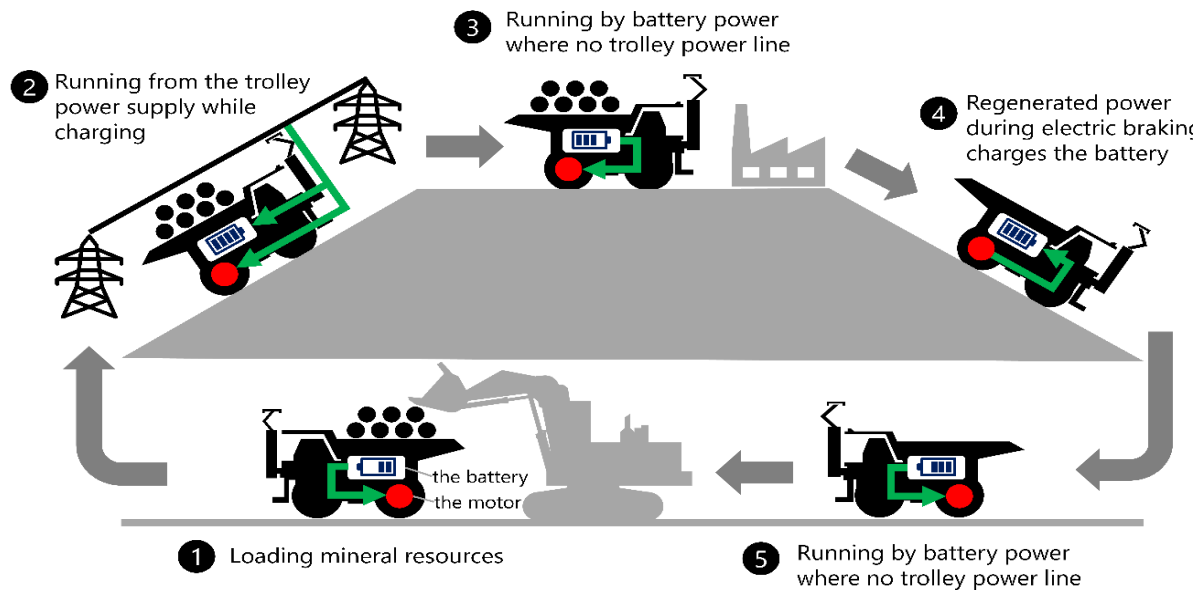 3 Running by battery power
where no trolley power line
2 Running from the trolley
power supply while
charging
4 Regenerated power
during electric braking
charges the battery
the battery
the motor
1 Loading mineral resources
5 Running by battery power
where no trolley power line